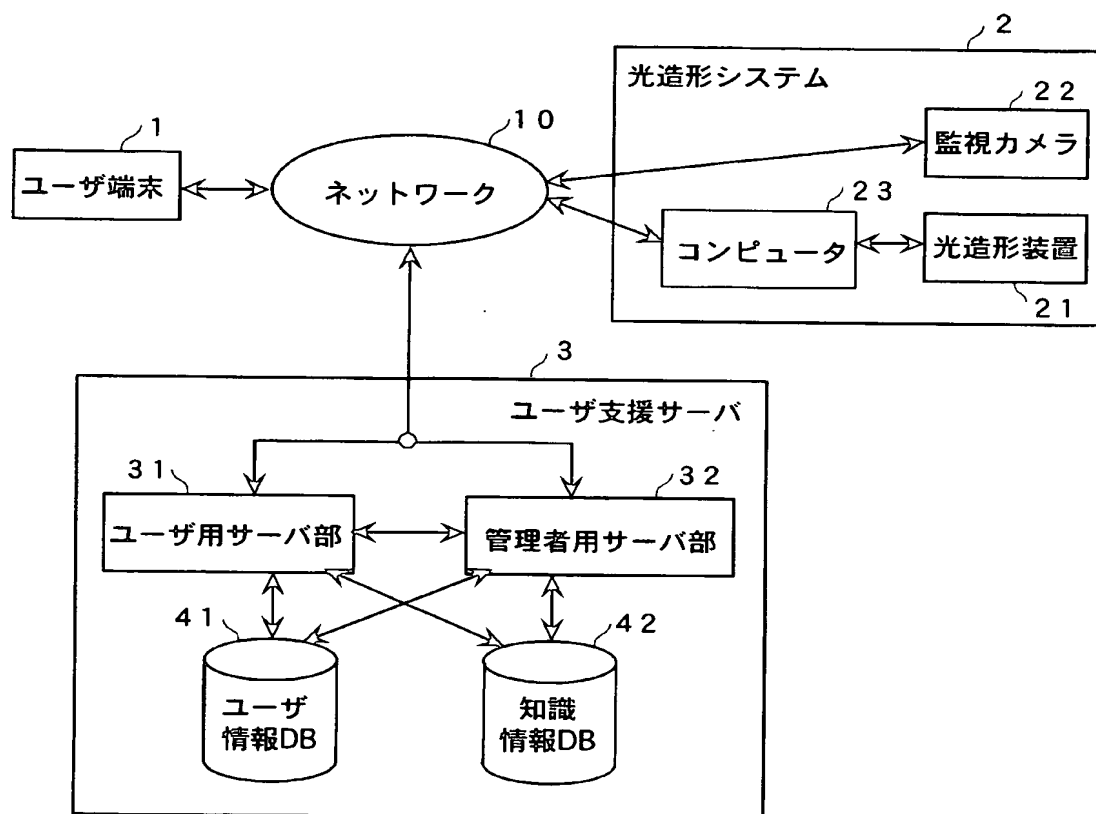 2
光造形システム
22
監視カメラ
10
1
ユーザ端末
ネットワーク
23
コンピュータ
光造形装置
21
3
ユーザ支援サーバ
31
ユーザ用サーバ部
32
管理者用サーバ部
41
ユーザ
情報DB
42
知識
情報DB